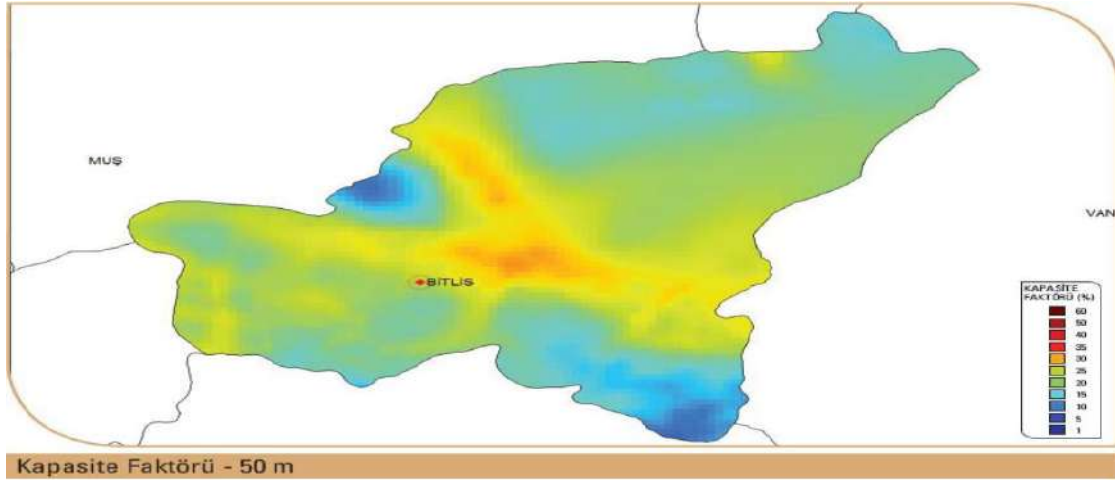 MUŞ
VAN
BİTLİS
KAPASİTE
FAKTÖRÜ (%)
60
50
40
35
30
25
20
15
10
5
1
Kapasite Faktörü - 50 m